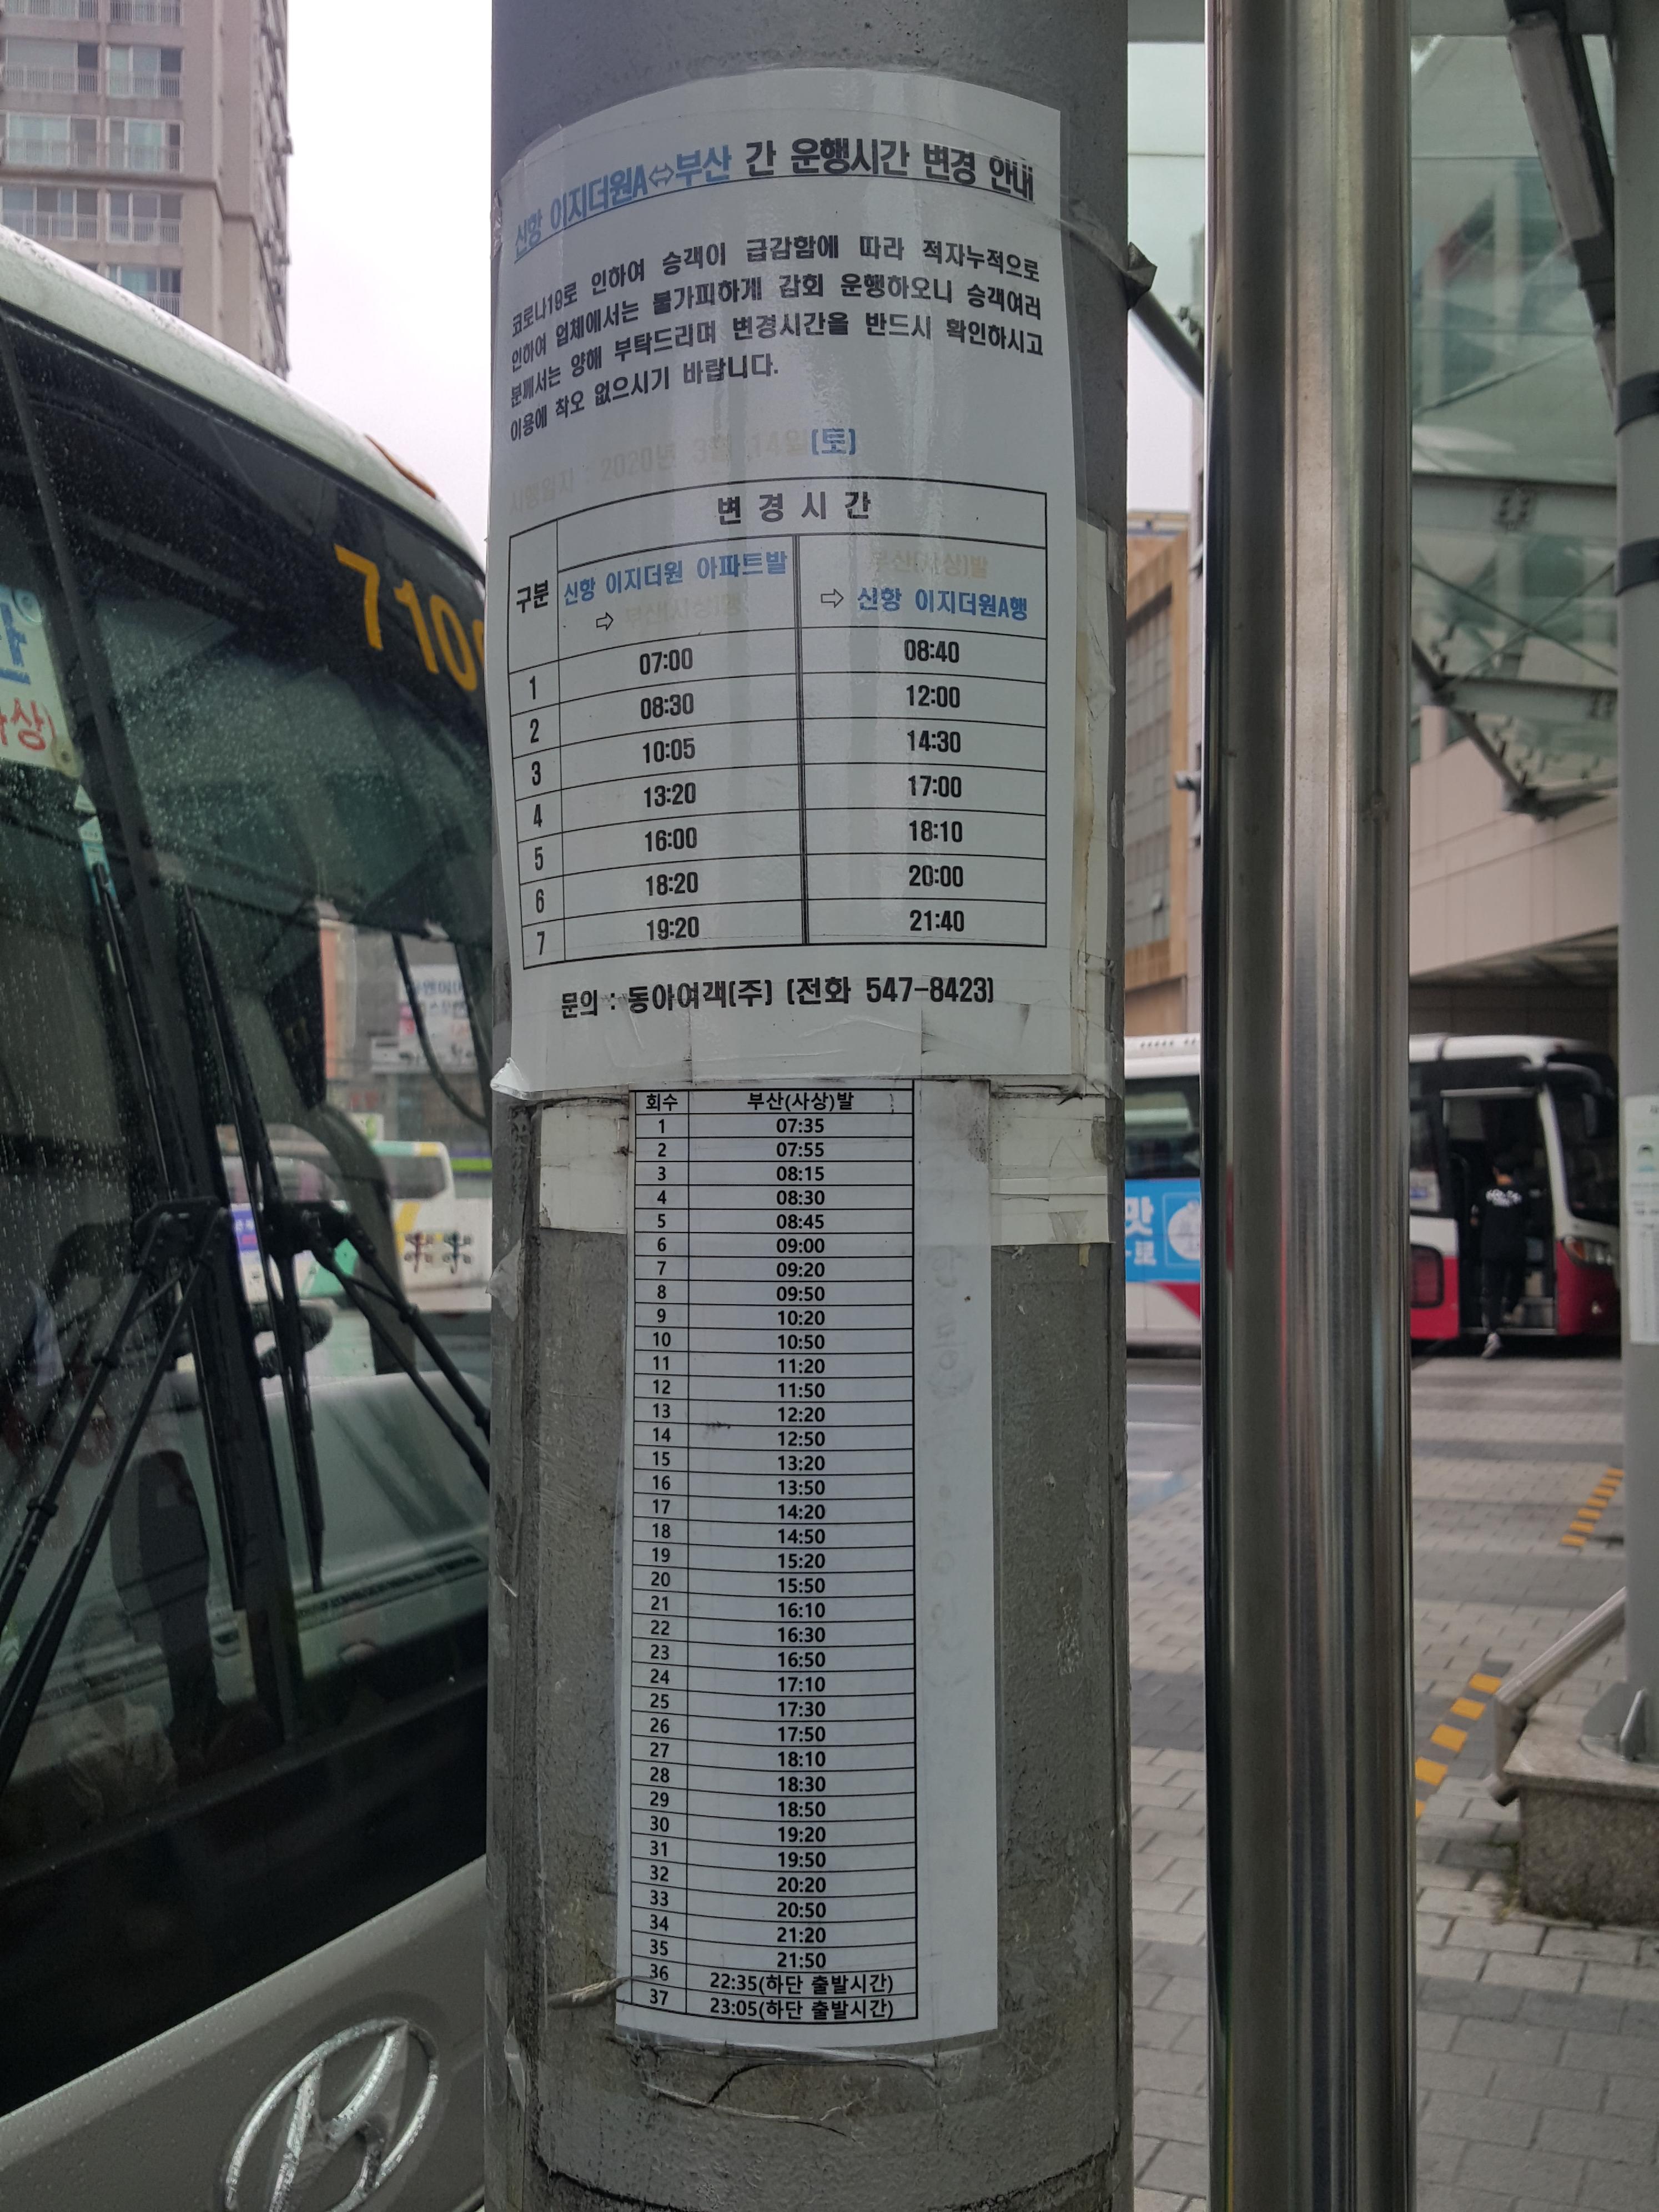 신항 이지더원A⇔부산 간 운행시간 변경 안내
코로나19로 인하여 승객이 급감함에 따라 적자누적으로
인하여 업체에서는 불가피하게 감회 운행하오니 승객여러
분께서는 양해 부탁드리며 변경시간을 반드시 확인하시고
이용에 착오 없으시기 바랍니다.
시행일자 : 2020년 3월 14일(토)
구분 변경시간
신항 이지더원 아파트발 ⇨ 부산(사상)행
부산(사상)발 ⇨ 신항 이지더원A행
1 07:00 08:40
2 08:30 12:00
3 10:05 14:30
4 13:20 17:00
5 16:00 18:10
6 18:20 20:00
7 19:20 21:40
문의 : 동아여객(주) (전화 547-8423)
회수 부산(사상)발
1 07:35
2 07:55
3 08:15
4 08:30
5 08:45
6 09:00
7 09:20
8 09:50
9 10:20
10 10:50
11 11:20
12 11:50
13 12:20
14 12:50
15 13:20
16 13:50
17 14:20
18 14:50
19 15:20
20 15:50
21 16:10
22 16:30
23 16:50
24 17:10
25 17:30
26 17:50
27 18:10
28 18:30
29 18:50
30 19:20
31 19:50
32 20:20
33 20:50
34 21:20
35 21:50
36 22:35(하단 출발시간)
37 23:05(하단 출발시간)
710
사상)
맛